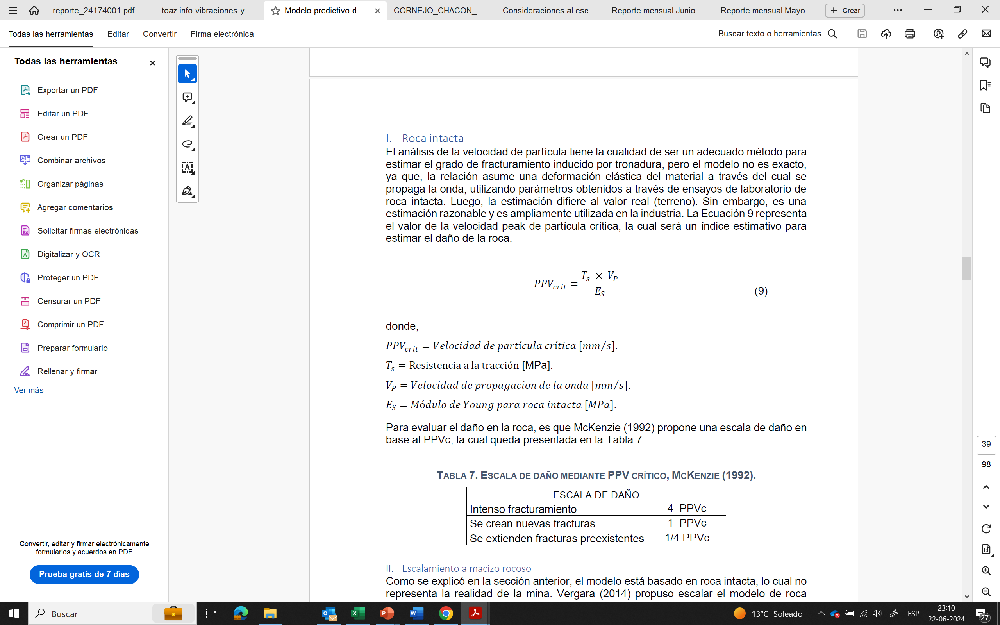 reporte_24174001.pdf
toaz.info-vibraciones-y-...
Modelo-predictivo-d...
CORNEJO_CHACON_...
Consideraciones al esc...
Reporte mensual Junio ...
Reporte mensual Mayo ...
Crear
Todas las herramientas
Editar
Convertir
Firma electrónica
Buscar texto o herramientas
Todas las herramientas
Exportar un PDF
Editar un PDF
Crear un PDF
Combinar archivos
Organizar páginas
Agregar comentarios
Solicitar firmas electrónicas
Digitalizar y OCR
Proteger un PDF
Censurar un PDF
Comprimir un PDF
Preparar formulario
Rellenar y firmar
Ver más
Convertir, editar y firmar electrónicamente
formularios y acuerdos en PDF
Prueba gratis de 7 días
I. Roca intacta
El análisis de la velocidad de partícula tiene la cualidad de ser un adecuado método para
estimar el grado de fracturamiento inducido por tronadura, pero el modelo no es exacto,
ya que, la relación asume una deformación elástica del material a través del cual se
propaga la onda, utilizando parámetros obtenidos a través de ensayos de laboratorio de
roca intacta. Luego, la estimación difiere al valor real (terreno). Sin embargo, es una
estimación razonable y es ampliamente utilizada en la industria. La Ecuación 9 representa
el valor de la velocidad peak de partícula crítica, la cual será un índice estimativo para
estimar el daño de la roca.
PPVcrit = Ts × VP / ES (9)
donde,
PPVcrit = Velocidad de partícula crítica [mm/s].
Ts = Resistencia a la tracción [MPa].
VP = Velocidad de propagacion de la onda [mm/s].
ES = Módulo de Young para roca intacta [MPa].
Para evaluar el daño en la roca, es que McKenzie (1992) propone una escala de daño en
base al PPVc, la cual queda presentada en la Tabla 7.
TABLA 7. ESCALA DE DAÑO MEDIANTE PPV CRÍTICO, MCKENZIE (1992).
ESCALA DE DAÑO
Intenso fracturamiento 4 PPVc
Se crean nuevas fracturas 1 PPVc
Se extienden fracturas preexistentes 1/4 PPVc
II. Escalamiento a macizo rocoso
Como se explicó en la sección anterior, el modelo está basado en roca intacta, lo cual no
representa la realidad de la mina. Vergara (2014) propuso escalar el modelo de roca
39
98
Buscar
13°C Soleado
ESP
23:10
22-06-2024
27